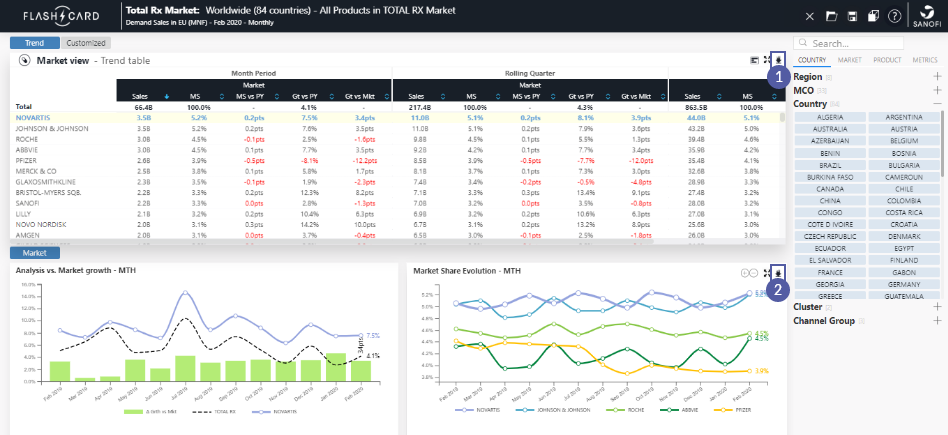 FLASH CARD
Total Rx Market: Worldwide (84 countries) - All Products in TOTAL RX Market
Demand Sales in EU (MNF) - Feb 2020 - Monthly
SANOFI
Trend Customized
Market view - Trend table
1
Month Period Rolling Quarter
Market Market
Sales MS MS vs PY Gt vs PY Gt vs Mkt Sales MS MS vs PY Gt vs PY Gt vs Mkt Sales MS
Total 66.4B 100.0% - 4.1% - 217.4B 100.0% - 4.3% - 863.5B 100.0%
NOVARTIS 3.5B 5.2% 0.2pts 7.5% 3.4pts 11.0B 5.1% 0.2pts 8.1% 3.9pts 44.0B 5.1%
JOHNSON & JOHNSON 3.5B 5.2% 0.2pts 7.6% 3.5pts 11.0B 5.1% 0.2pts 7.9% 3.6pts 43.2B 5.0%
ROCHE 3.0B 4.5% -0.1pts 2.5% -1.6pts 9.8B 4.5% 0.1pts 5.5% 1.3pts 39.4B 4.6%
ABBVIE 3.0B 4.5% 0.1pts 7.7% 3.5pts 9.2B 4.2% 0.1pts 7.7% 3.4pts 35.9B 4.2%
PFIZER 2.6B 3.9% -0.5pts -8.1% -12.2pts 8.5B 3.9% -0.5pts -7.7% -12.0pts 35.4B 4.1%
MERCK & CO 2.5B 3.8% 0.1pts 5.8% 1.7pts 8.1B 3.7% 0.1pts 7.3% 3.0pts 32.6B 3.8%
GLAXOSMITHKLINE 2.3B 3.5% -0.1pts 1.9% -2.3pts 7.4B 3.4% -0.2pts -0.5% -4.8pts 28.9B 3.3%
BRISTOL-MYERS SQB. 2.2B 3.3% 0.2pts 12.3% 8.2pts 7.1B 3.3% 0.3pts 13.4% 9.1pts 27.4B 3.2%
SANOFI 2.2B 3.3% 0.0pts 2.8% -1.3pts 7.2B 3.3% 0.0pts 3.5% -0.8pts 28.0B 3.2%
LILLY 2.1B 3.2% 0.2pts 10.4% 6.3pts 6.9B 3.2% 0.2pts 10.6% 6.3pts 27.0B 3.1%
NOVO NORDISK 2.0B 3.1% 0.3pts 14.2% 10.0pts 6.7B 3.1% 0.3pts 13.2% 8.9pts 25.6B 3.0%
AMGEN 2.0B 3.1% 0.0pts 3.7% -0.4pts 6.5B 3.0% -0.1pts 2.5% -1.8pts 26.0B 3.0%
Market
Analysis vs. Market growth - MTH
16.0%
14.0%
12.0%
10.0%
8.0%
6.0%
4.0%
2.0%
0.0%
7.5%
34pts
4.1%
Feb 2019 Mar 2019 Apr 2019 May 2019 Jun 2019 Jul 2019 Aug 2019 Sep 2019 Oct 2019 Nov 2019 Dec 2019 Jan 2020 Feb 2020
TOTAL RX NOVARTIS
Market Share Evolution - MTH
2
5.2%
5.0%
4.8%
4.6%
4.4%
4.2%
4.0%
3.8%
5.2%
4.5%
4.5%
3.9%
Feb 2019 Mar 2019 Apr 2019 May 2019 Jun 2019 Jul 2019 Aug 2019 Sep 2019 Oct 2019 Nov 2019 Dec 2019 Jan 2020 Feb 2020
NOVARTIS JOHNSON & JOHNSON ROCHE ABBVIE PFIZER
Search...
COUNTRY MARKET PRODUCT METRICS
Region
MCO
Country
ALGERIA ARGENTINA
AUSTRALIA AUSTRIA
AZERBAIJAN BELGIUM
BENIN BOSNIA
BRAZIL BULGARIA
BURKINA FASO CAMEROUN
CANADA CHILE
CHINA COLOMBIA
CONGO COSTA RICA
COTE D IVOIRE CROATIA
CZECH REPUBLIC DENMARK
ECUADOR EGYPT
EL SALVADOR FINLAND
FRANCE GABON
GEORGIA GERMANY
GREECE GUATEMALA
Cluster
Channel Group